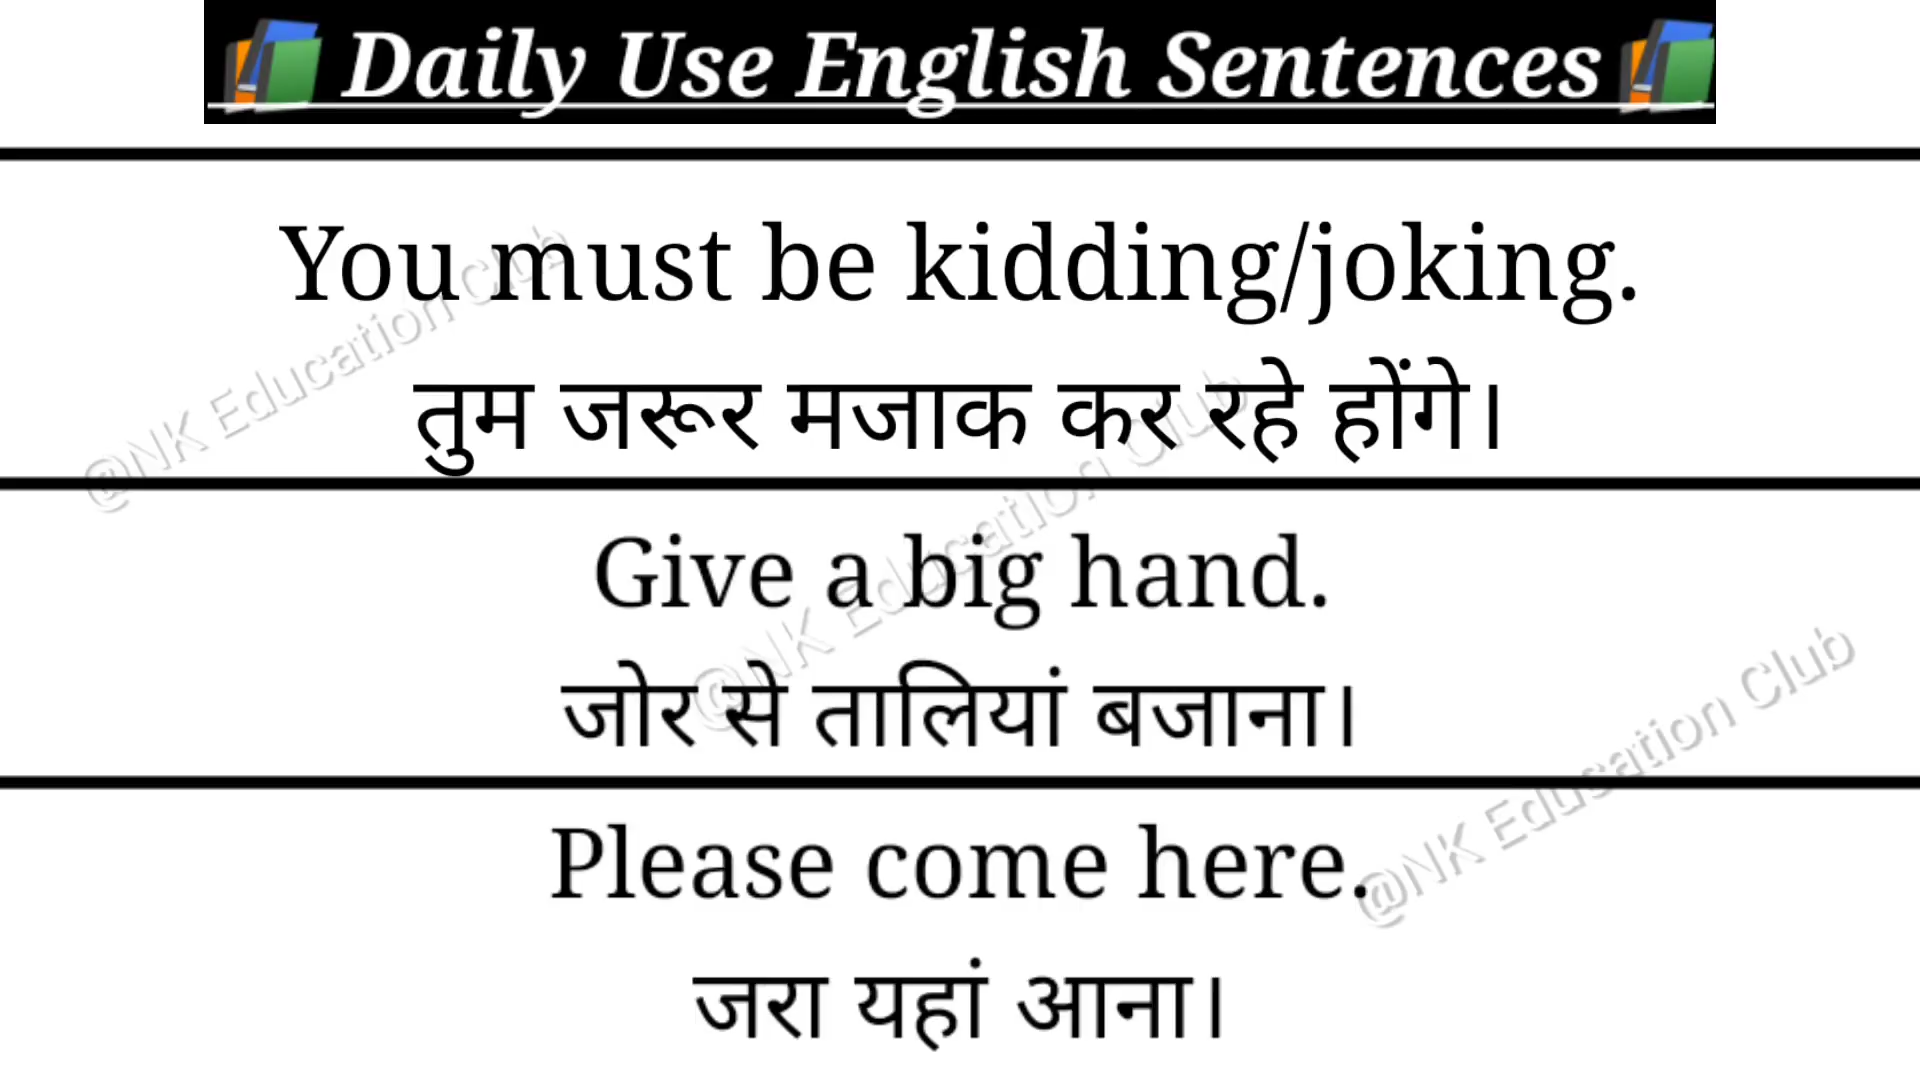 📚 Daily Use English Sentences 📚
You must be kidding/joking.
तुम जरूर मजाक कर रहे होंगे।
Give a big hand.
जोर से तालियां बजाना।
Please come here.
जरा यहां आना।
@NK Education Club
@NK Education Club
@NK Education Club